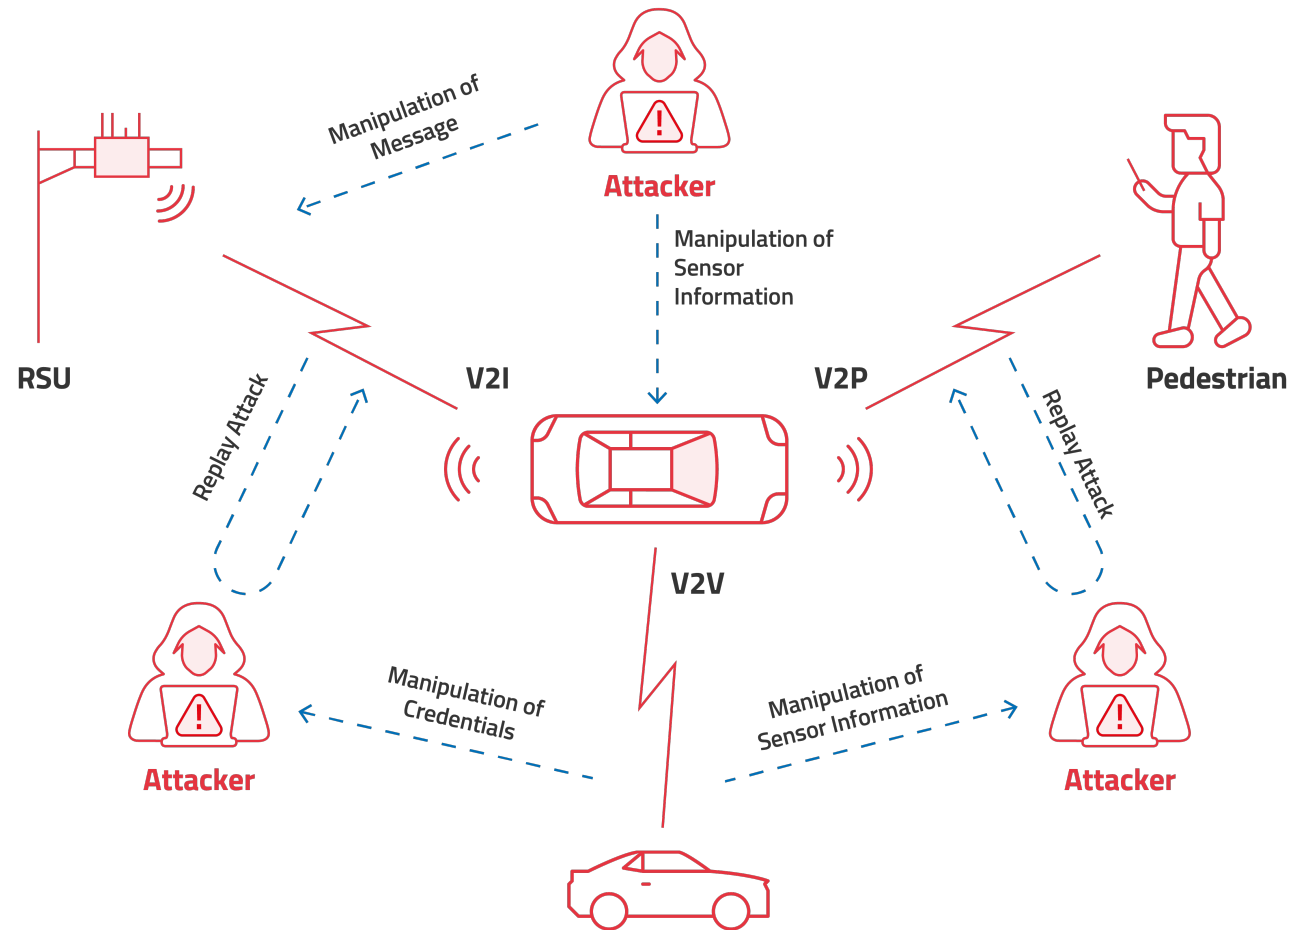 Manipulation of
Message
Attacker
Manipulation of
Sensor
Information
RSU
V2I
V2P
Pedestrian
Replay Attack
Replay Attack
V2V
Manipulation of
Credentials
Manipulation of
Sensor Information
Attacker
Attacker